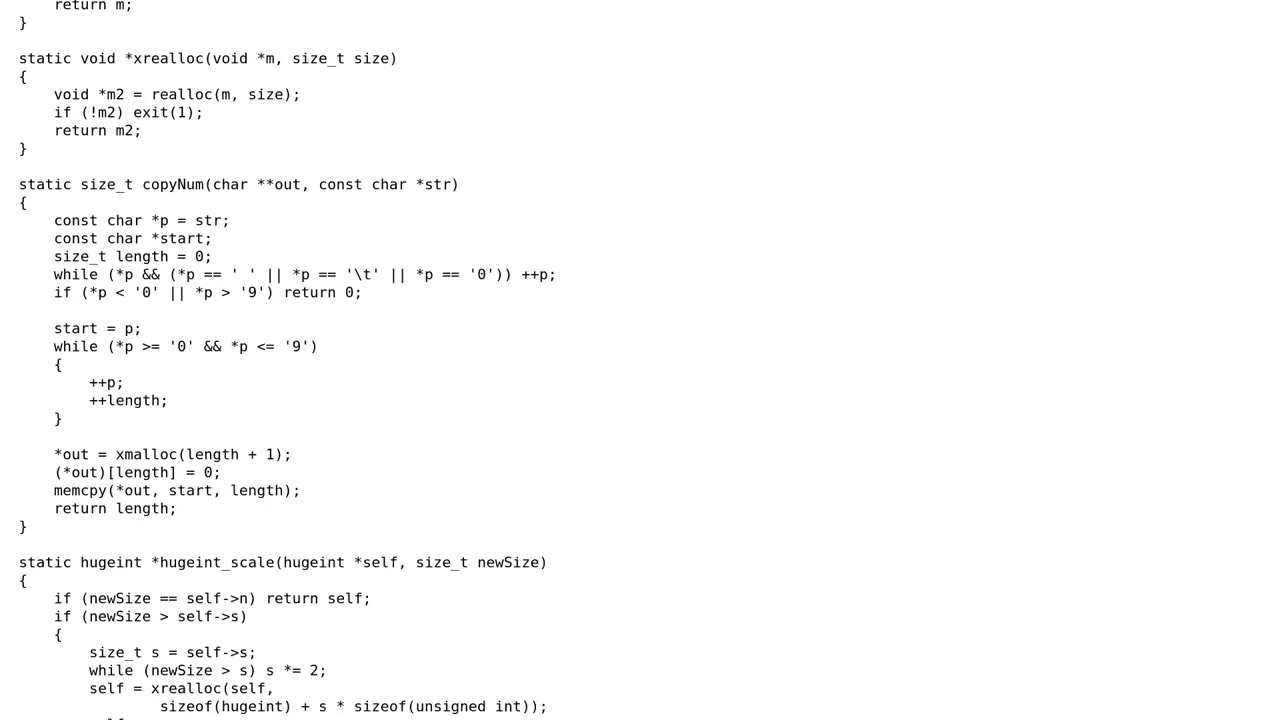 return m;
}
static void *xrealloc(void *m, size_t size)
{
void *m2 = realloc(m, size);
if (!m2) exit(1);
return m2;
}
static size_t copyNum(char **out, const char *str)
{
const char *p = str;
const char *start;
size_t length = 0;
while (*p && (*p == ' ' || *p == '\t' || *p == '0')) ++p;
if (*p < '0' || *p > '9') return 0;
start = p;
while (*p >= '0' && *p <= '9')
{
++p;
++length;
}
*out = xmalloc(length + 1);
(*out)[length] = 0;
memcpy(*out, start, length);
return length;
}
static hugeint *hugeint_scale(hugeint *self, size_t newSize)
{
if (newSize == self->n) return self;
if (newSize > self->s)
{
size_t s = self->s;
while (newSize > s) s *= 2;
self = xrealloc(self,
sizeof(hugeint) + s * sizeof(unsigned int));